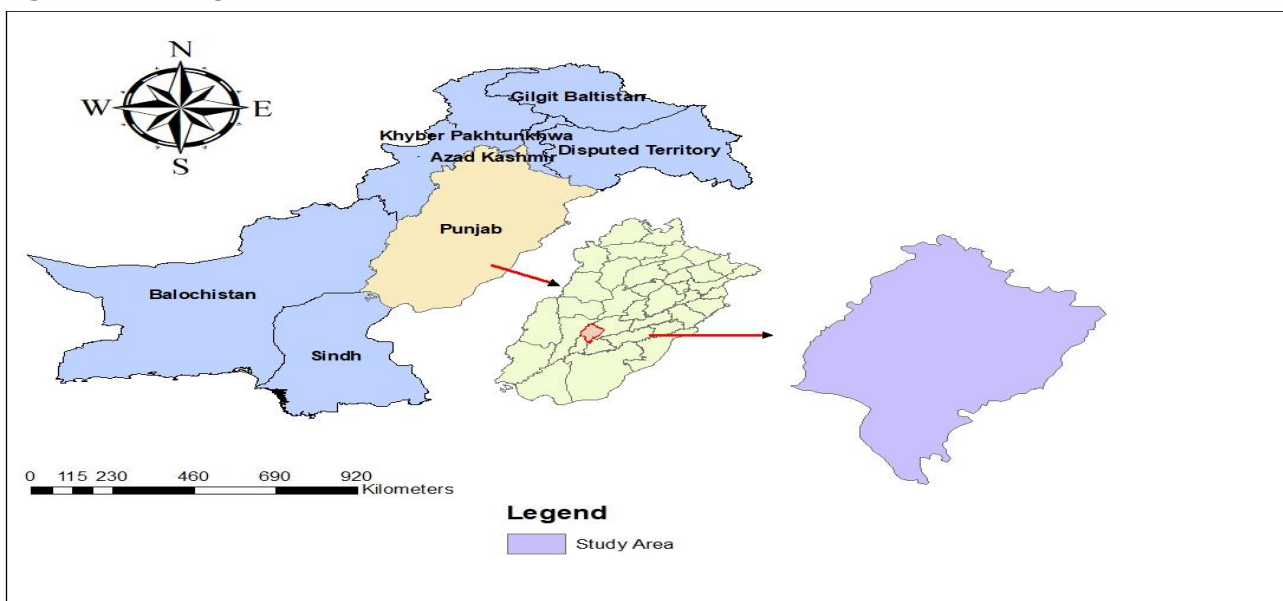 N
W E
S
Gilgit Baltistan
Khyber Pakhtunkhwa
Azad Kashmir
Disputed Territory
Punjab
Balochistan
Sindh
0 115 230 460 690 920
Kilometers
Legend
Study Area